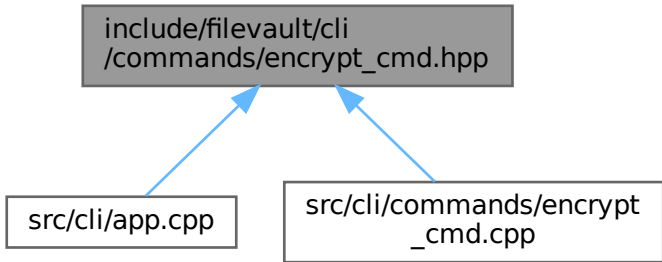 include/filevault/cli
/commands/encrypt_cmd.hpp
src/cli/app.cpp
src/cli/commands/encrypt
_cmd.cpp